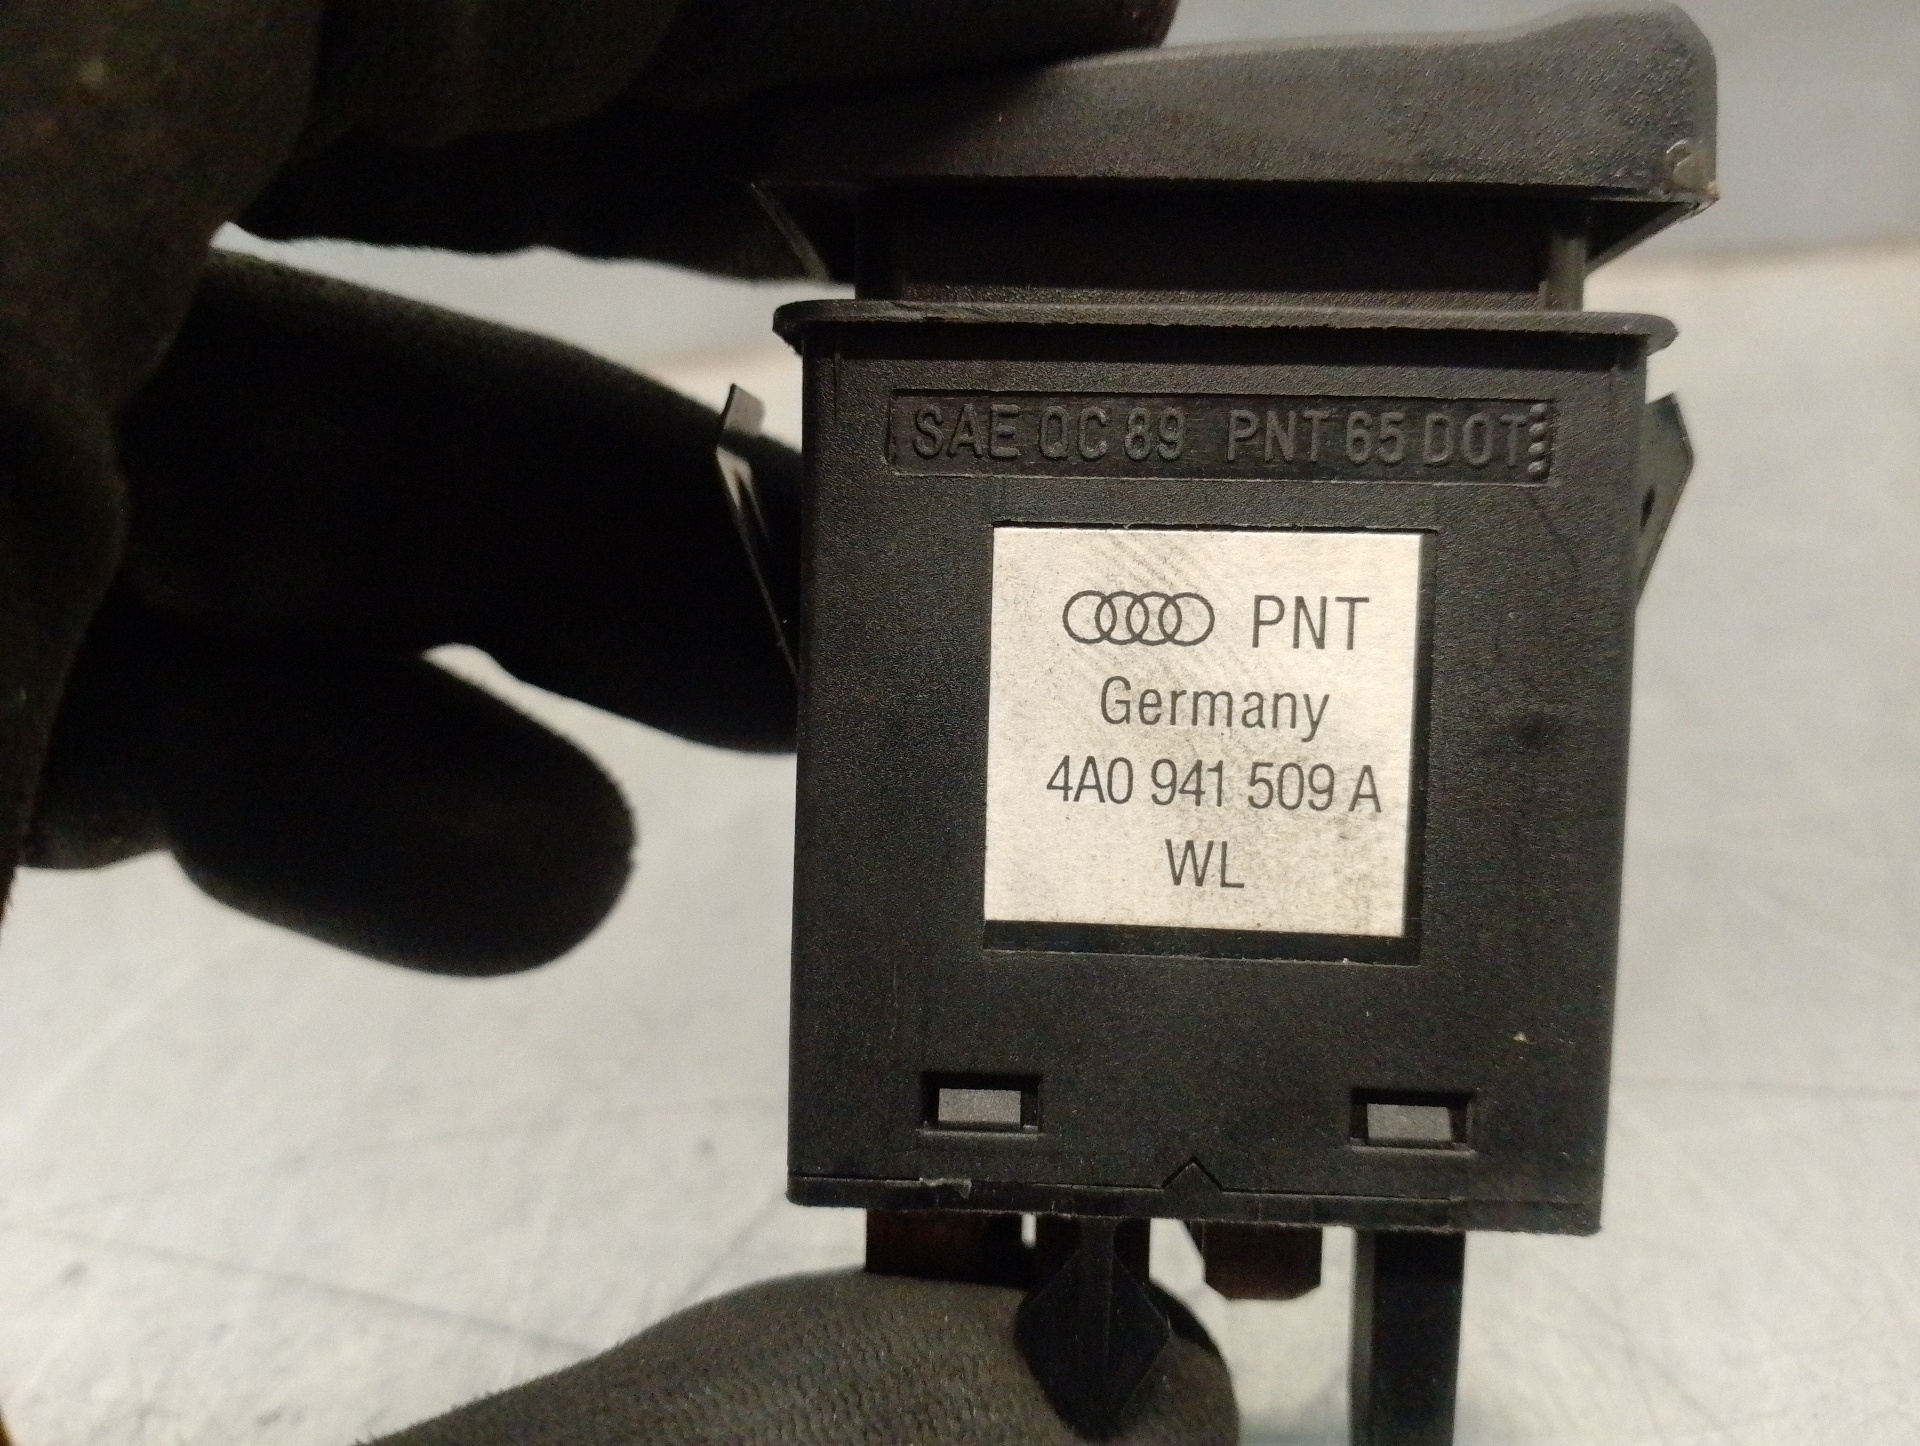 SAE QC 89 PNT 65 DOT
PNT
Germany
4A0 941 509 A
WL